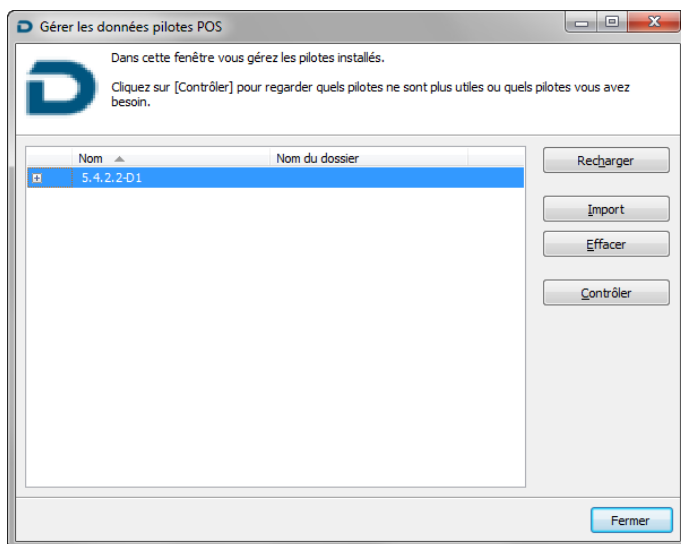 Gérer les données pilotes POS
Dans cette fenêtre vous gérez les pilotes installés.
Cliquez sur [Contrôler] pour regarder quels pilotes ne sont plus utiles ou quels pilotes vous avez
besoin.
Nom Nom du dossier
5.4.2.2-D1
Recharger
Import
Effacer
Contrôler
Fermer